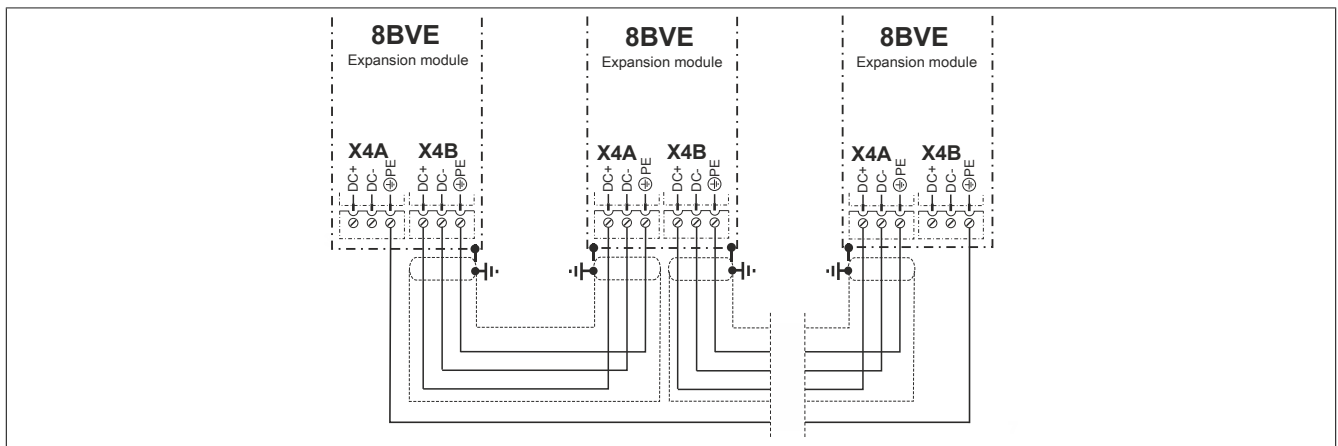 8BVE 8BVE 8BVE
Expansion module Expansion module Expansion module
X4A X4B X4A X4B X4A X4B
DC+ DC- PE DC+ DC- PE DC+ DC- PE DC+ DC- PE DC+ DC- PE DC+ DC- PE